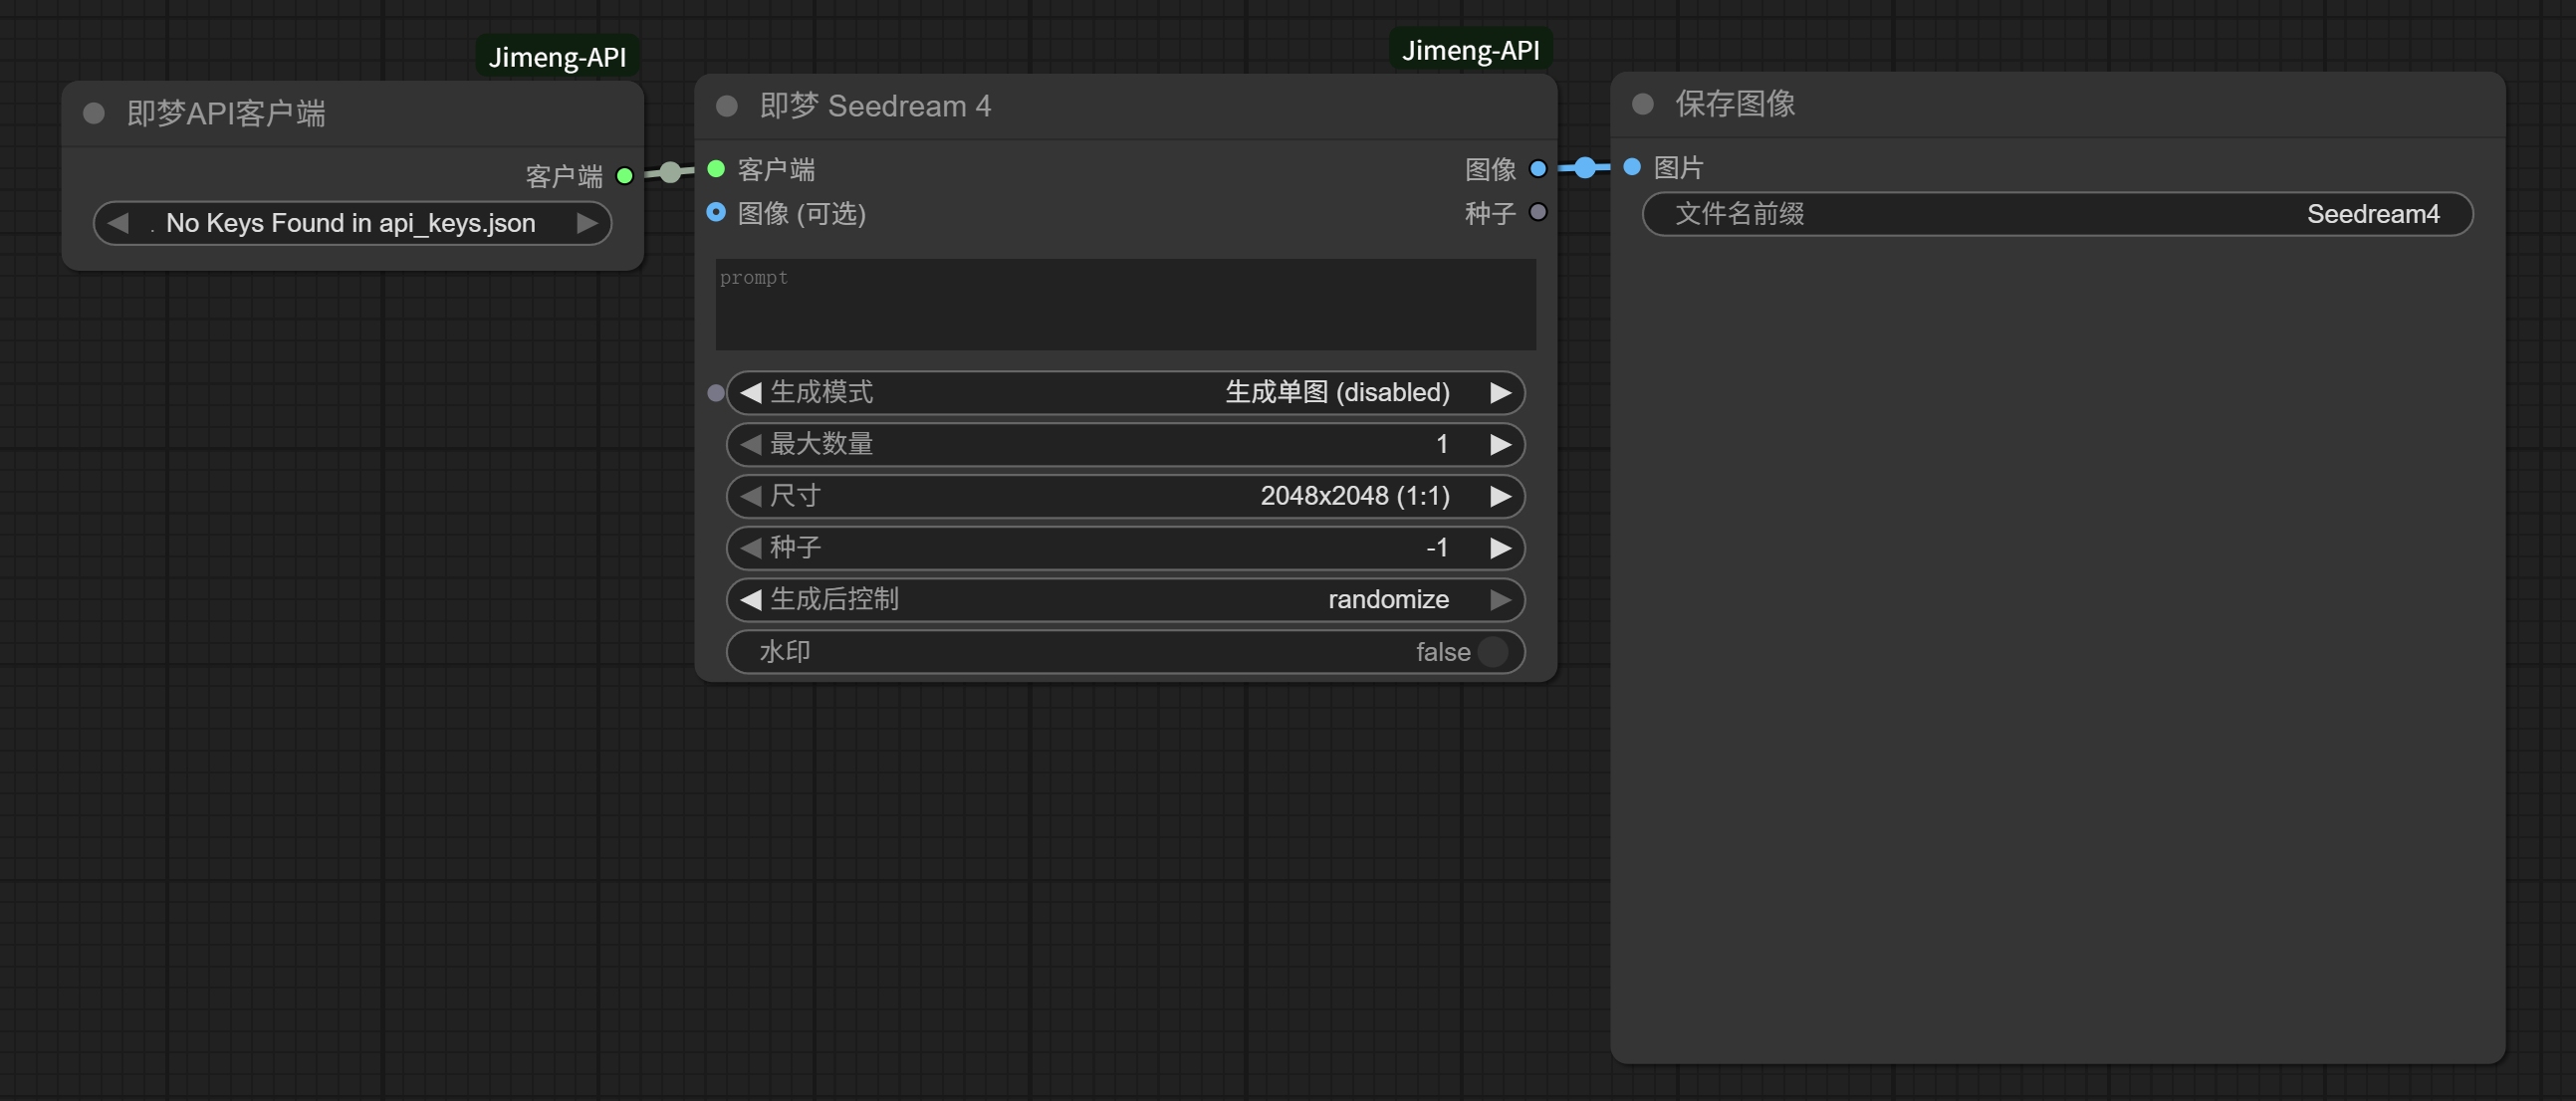 Jimeng-API
即梦API客户端
客户端
No Keys Found in api_keys.json
Jimeng-API
即梦 Seedream 4
客户端
图像
图像 (可选)
种子
prompt
生成模式 生成单图 (disabled)
最大数量 1
尺寸 2048x2048 (1:1)
种子 -1
生成后控制 randomize
水印 false
保存图像
图片
文件名前缀 Seedream4